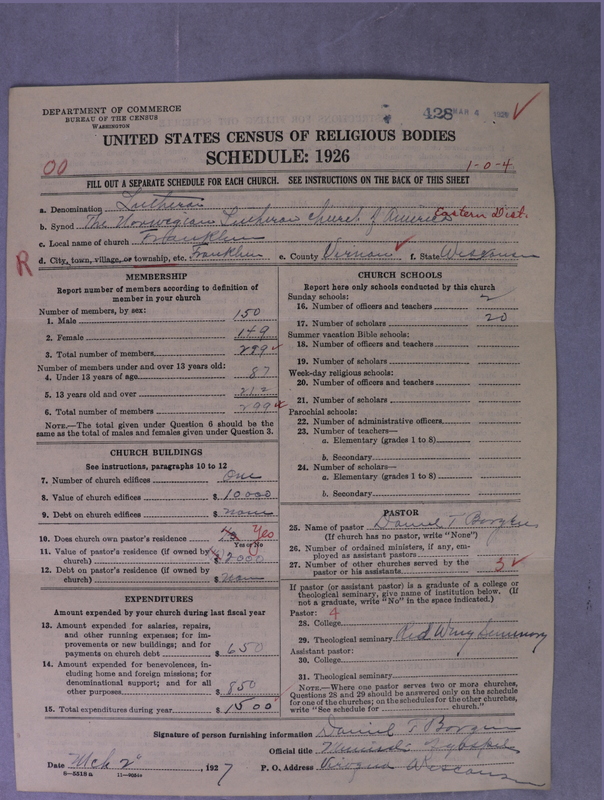 DEPARTMENT OF COMMERCE
BUREAU OF THE CENSUS
WASHINGTON
428 MAR 4 1928
UNITED STATES CENSUS OF RELIGIOUS BODIES
SCHEDULE: 1926
00
1-0-4
FILL OUT A SEPARATE SCHEDULE FOR EACH CHURCH. SEE INSTRUCTIONS ON THE BACK OF THIS SHEET
a. Denomination Lutheran
b. Synod The Norwegian Lutheran Church of America Eastern Dist.
c. Local name of church Franklin
R d. City, town, village, or township, etc. Franklin e. County Vernon f. State Wisconsin
MEMBERSHIP
Report number of members according to definition of member in your church
Number of members, by sex:
1. Male 150
2. Female 149
3. Total number of members 299
Number of members under and over 13 years old:
4. Under 13 years of age 87
5. 13 years old and over 212
6. Total number of members 299
NOTE.—The total given under Question 6 should be
same as the total of males and females given under Question 3.
CHURCH BUILDINGS
See instructions, paragraphs 10 to 12
7. Number of church edifices One
8. Value of church edifices $ 10000
9. Debt on church edifices $ None
10. Does church own pastor's residence? Yes
Yes or No
11. Value of pastor's residence (if owned by
church) $ 2000
12. Debt on pastor's residence (if owned by
church) $ None
EXPENDITURES
Amount expended by your church during last fiscal year
13. Amount expended for salaries, repairs,
and other running expenses; for im-
provements or new buildings; and for
payments on church debt $ 650
14. Amount expended for benevolences, in-
cluding home and foreign missions; for
denominational support; and for all
other purposes $ 850
15. Total expenditures during year $ 1500
CHURCH SCHOOLS
Report here only schools conducted by this church
Sunday schools:
16. Number of officers and teachers 2
17. Number of scholars 20
Summer vacation Bible schools:
18. Number of officers and teachers
19. Number of scholars
Week-day religious schools:
20. Number of officers and teachers
21. Number of scholars
Parochial schools:
22. Number of administrative officers
23. Number of teachers—
a. Elementary (grades 1 to 8)
b. Secondary
24. Number of scholars—
a. Elementary (grades 1 to 8)
b. Secondary
PASTOR
25. Name of pastor Daniel T Borgen
(If church has no pastor, write "None")
26. Number of ordained ministers, if any, em-
ployed as assistant pastors
27. Number of other churches served by the
pastor or his assistants 3
If pastor (or assistant pastor) is a graduate of a college or
theological seminary, give name of institution below. (If
not a graduate, write "No" in the space indicated.)
Pastor: 4
28. College
29. Theological seminary Red Wing Seminary
Assistant pastor:
30. College
31. Theological seminary
NOTE.—Where one pastor serves two or more churches,
Questions 28 and 29 should be answered only on the schedule
for one of the churches; on the schedules for the other churches,
write "See schedule for church."
Signature of person furnishing information Daniel T Borgen
Official title
Date Mch 2 , 1927 P. O. Address Viroqua Wisconsin
8—5518 a 11—9054